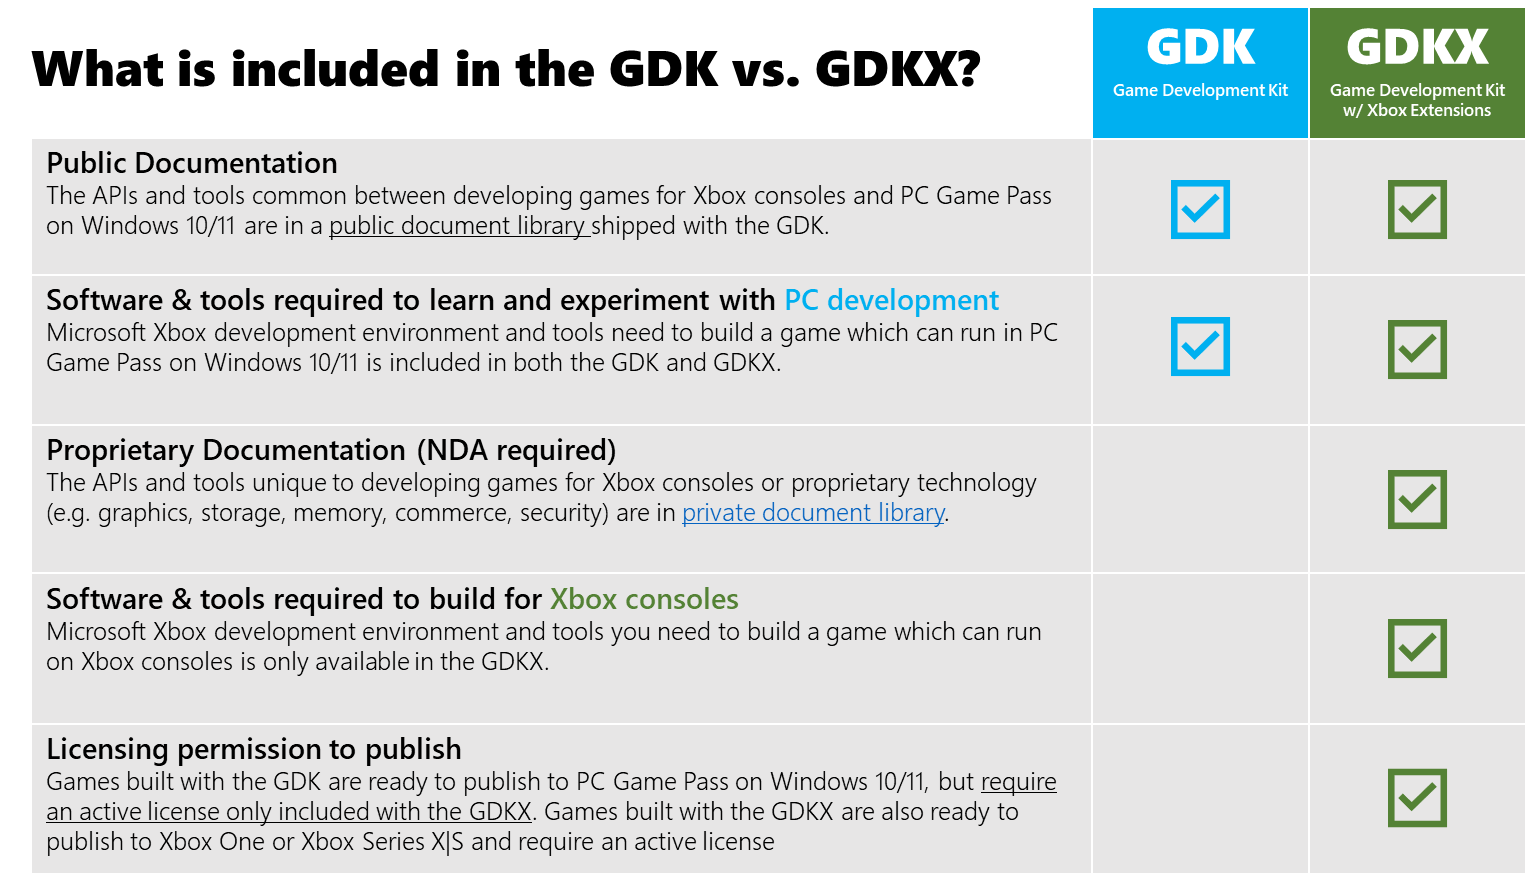 What is included in the GDK vs. GDKX?
GDK
Game Development Kit
GDKX
Game Development Kit
w/ Xbox Extensions
Public Documentation
The APIs and tools common between developing games for Xbox consoles and PC Game Pass
on Windows 10/11 are in a public document library shipped with the GDK.
Software & tools required to learn and experiment with PC development
Microsoft Xbox development environment and tools need to build a game which can run in PC
Game Pass on Windows 10/11 is included in both the GDK and GDKX.
Proprietary Documentation (NDA required)
The APIs and tools unique to developing games for Xbox consoles or proprietary technology
(e.g. graphics, storage, memory, commerce, security) are in private document library.
Software & tools required to build for Xbox consoles
Microsoft Xbox development environment and tools you need to build a game which can run
on Xbox consoles is only available in the GDKX.
Licensing permission to publish
Games built with the GDK are ready to publish to PC Game Pass on Windows 10/11, but require
an active license only included with the GDKX. Games built with the GDKX are also ready to
publish to Xbox One or Xbox Series X|S and require an active license